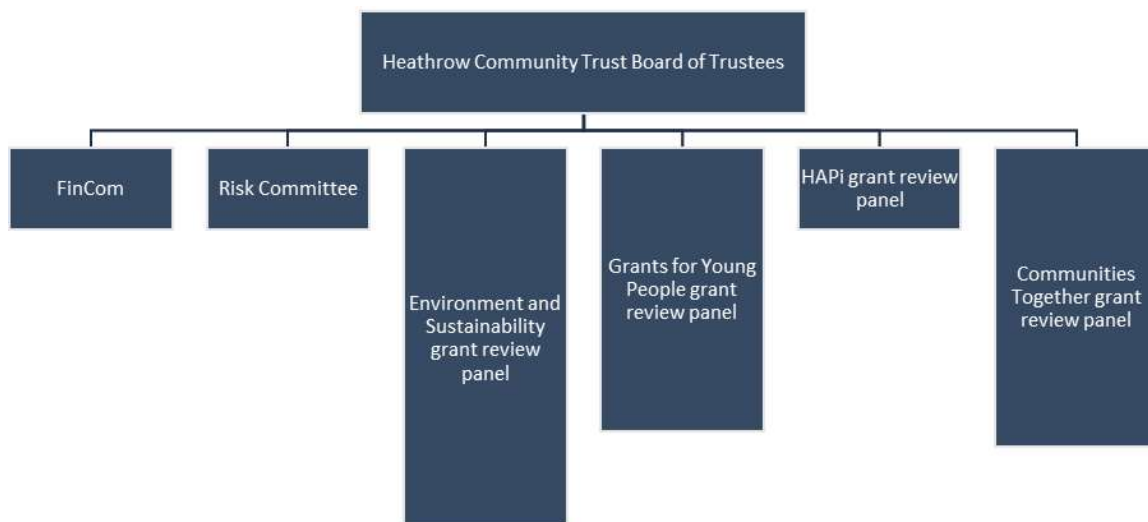 Heathrow Community Trust Board of Trustees
FinCom
Risk Committee
Environment and
Sustainability
grant review
panel
Grants for Young
People grant
review panel
HAPi grant review
panel
Communities
Together grant
review panel